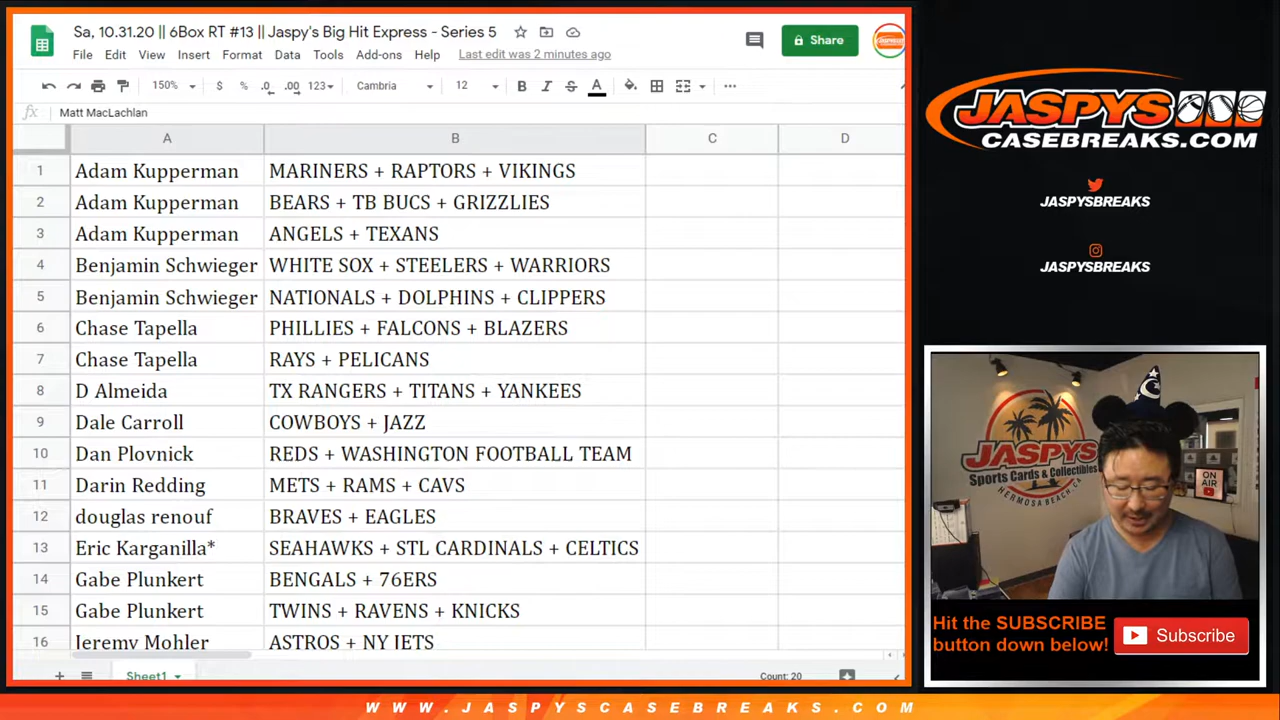 Sa, 10.31.20 || 6Box RT #13 || Jaspy's Big Hit Express - Series 5
File Edit View Insert Format Data Tools Add-ons Help Last edit was 2 minutes ago
Share
150% $ % .0 .00 123 Cambria 12 B I S A
fx Matt MacLachlan
A B C D
1 Adam Kupperman MARINERS + RAPTORS + VIKINGS
2 Adam Kupperman BEARS + TB BUCS + GRIZZLIES
3 Adam Kupperman ANGELS + TEXANS
4 Benjamin Schwieger WHITE SOX + STEELERS + WARRIORS
5 Benjamin Schwieger NATIONALS + DOLPHINS + CLIPPERS
6 Chase Tapella PHILLIES + FALCONS + BLAZERS
7 Chase Tapella RAYS + PELICANS
8 D Almeida TX RANGERS + TITANS + YANKEES
9 Dale Carroll COWBOYS + JAZZ
10 Dan Plovnick REDS + WASHINGTON FOOTBALL TEAM
11 Darin Redding METS + RAMS + CAVS
12 douglas renouf BRAVES + EAGLES
13 Eric Karganilla* SEAHAWKS + STL CARDINALS + CELTICS
14 Gabe Plunkert BENGALS + 76ERS
15 Gabe Plunkert TWINS + RAVENS + KNICKS
16 Jeremy Mohler ASTROS + NY JETS
Sheet1
Count: 20
JASPYS
CASEBREAKS.COM
JASPYSBREAKS
JASPYSBREAKS
JASPYS
Sports Cards & Collectibles
HERMOSA BEACH, CA
ON AIR
Hit the SUBSCRIBE
button down below!
Subscribe
WWW.JASPYSCASEBREAKS.COM